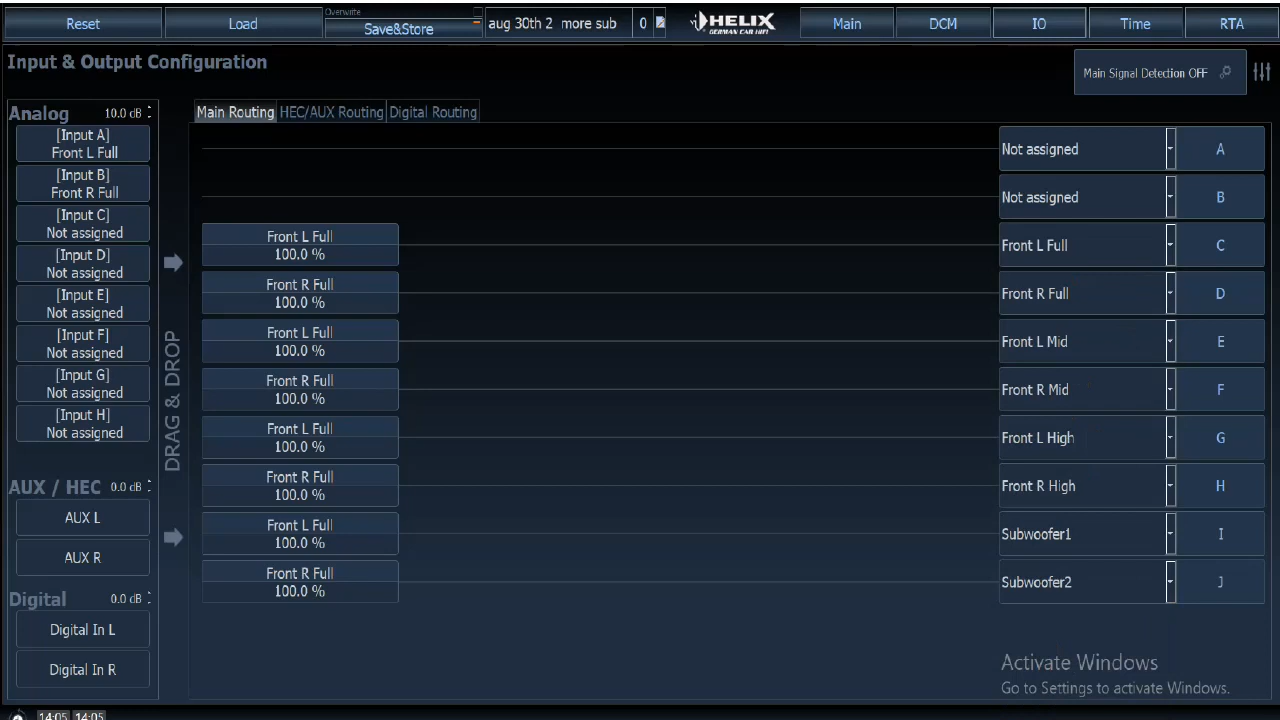 Reset
Load
Overwrite
Save&Store
aug 30th 2 more sub
0
HELIX
GERMAN CAR HIFI
Main
DCM
IO
Time
RTA
Input & Output Configuration
Main Signal Detection OFF
Analog
10.0 dB
[Input A]
Front L Full
[Input B]
Front R Full
[Input C]
Not assigned
[Input D]
Not assigned
[Input E]
Not assigned
[Input F]
Not assigned
[Input G]
Not assigned
[Input H]
Not assigned
AUX / HEC
0.0 dB
AUX L
AUX R
Digital
0.0 dB
Digital In L
Digital In R
DRAG & DROP
Main Routing
HEC/AUX Routing
Digital Routing
Front L Full
100.0 %
Front R Full
100.0 %
Front L Full
100.0 %
Front R Full
100.0 %
Front L Full
100.0 %
Front R Full
100.0 %
Front L Full
100.0 %
Front R Full
100.0 %
Not assigned
A
Not assigned
B
Front L Full
C
Front R Full
D
Front L Mid
E
Front R Mid
F
Front L High
G
Front R High
H
Subwoofer1
I
Subwoofer2
J
Activate Windows
Go to Settings to activate Windows.
14:05
14:05